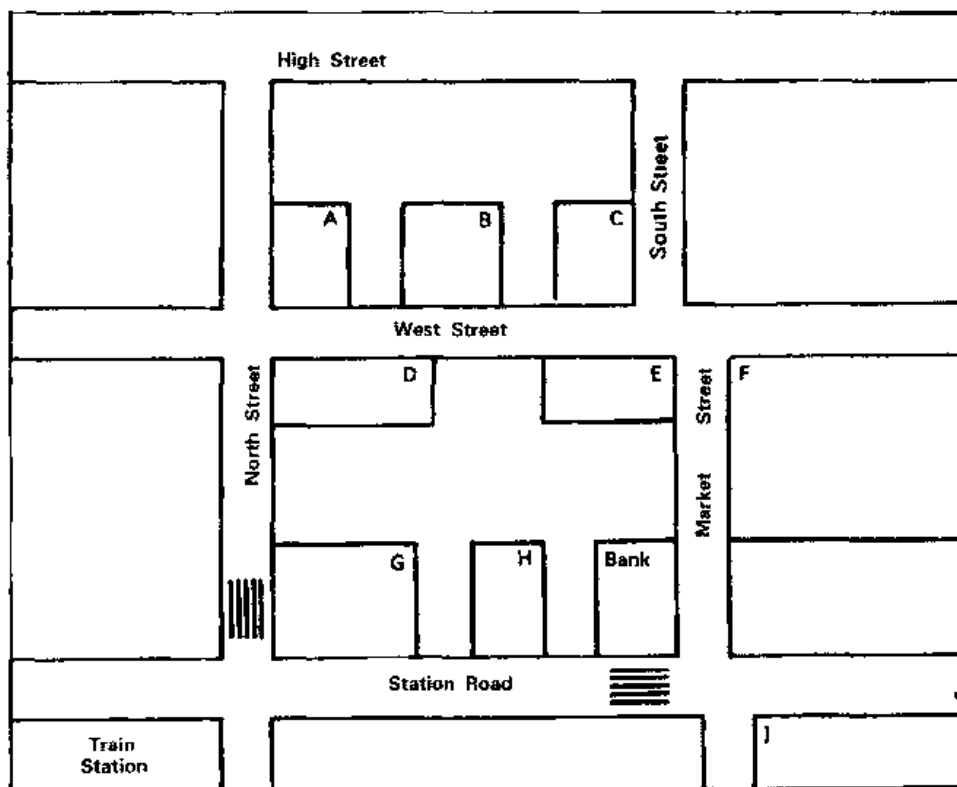 High Street
South Street
A
B
C
West Street
D
E
F
North Street
Market Street
G
H
Bank
Station Road
Train
Station
J